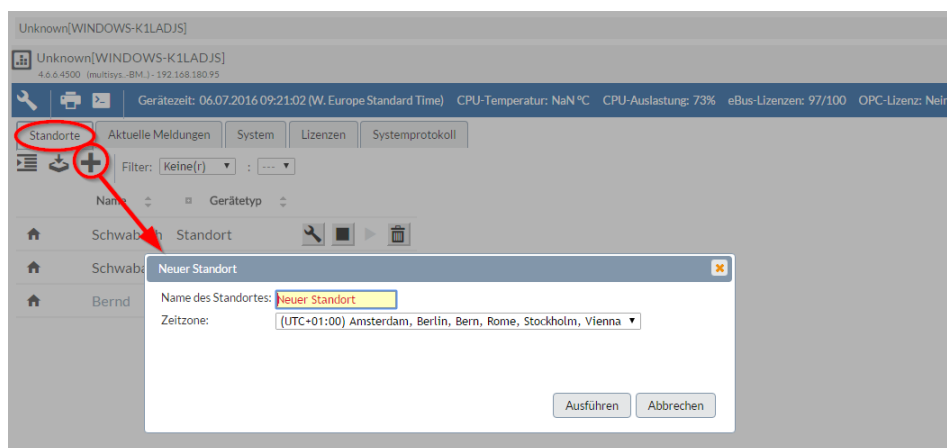 Unknown[WINDOWS-K1LADJS]
Unknown[WINDOWS-K1LADJS]
4.6.6.4500 (multisys..-BM..) - 192.168.180.95
Gerätezeit: 06.07.2016 09:21:02 (W. Europe Standard Time) CPU-Temperatur: NaN °C CPU-Auslastung: 73% eBus-Lizenzen: 97/100 OPC-Lizenz: Nein
Standorte Aktuelle Meldungen System Lizenzen Systemprotokoll
Filter: Keine(r) : ---
Name Gerätetyp
Schwabach Standort
Schwaba
Bernd
Neuer Standort
Name des Standortes: Neuer Standort
Zeitzone: (UTC+01:00) Amsterdam, Berlin, Bern, Rome, Stockholm, Vienna
Ausführen Abbrechen